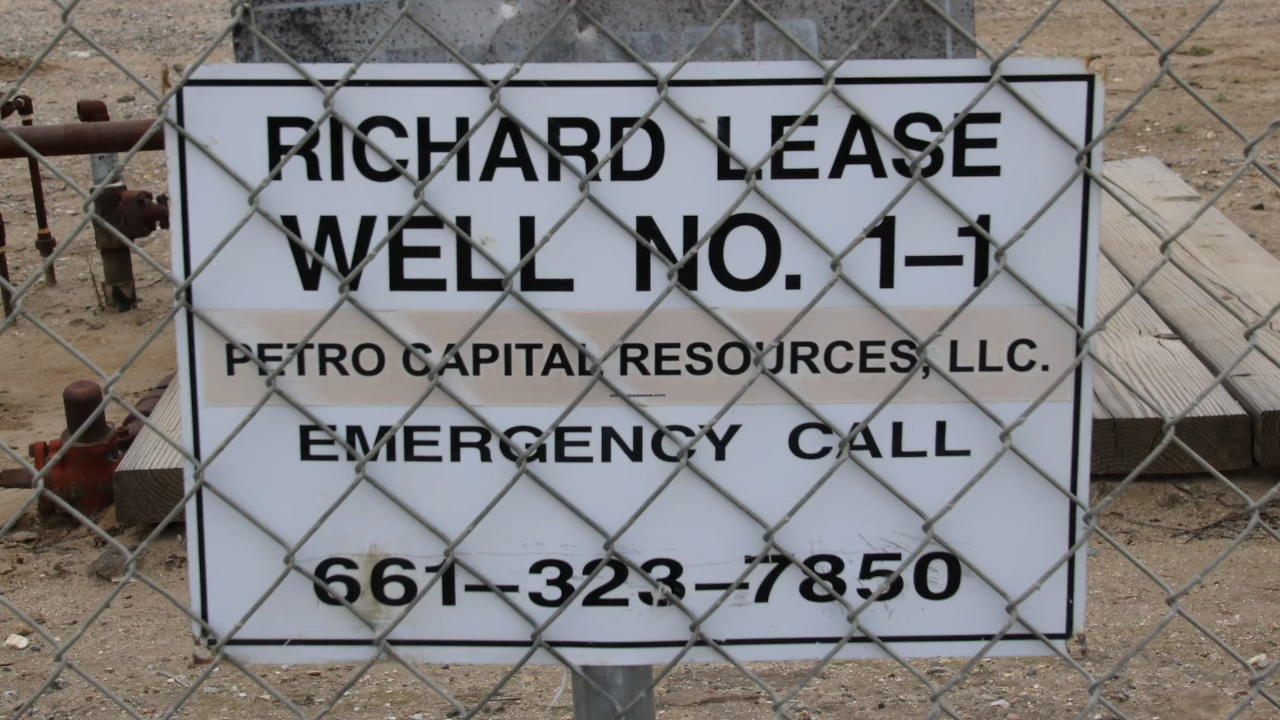 RICHARD LEASE
WELL NO. 1-1
PETRO CAPITAL RESOURCES, LLC.
EMERGENCY CALL
661-323-7850